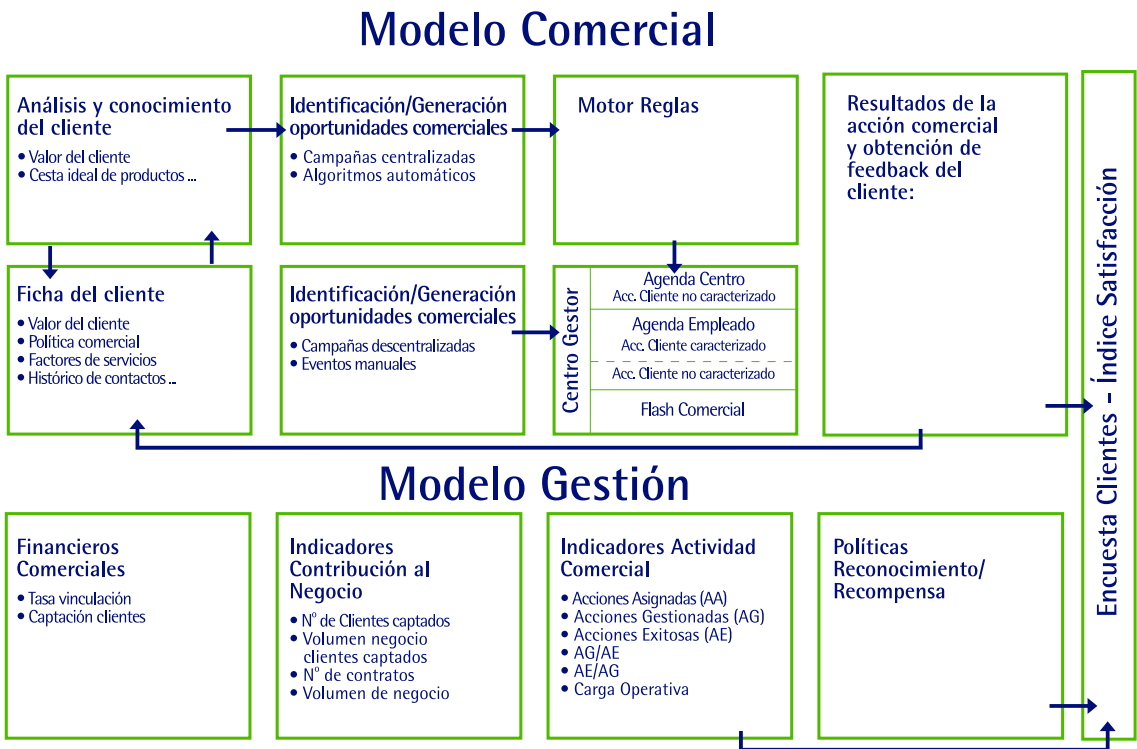 Modelo Comercial
Análisis y conocimiento
del cliente
• Valor del cliente
• Cesta ideal de productos ...
Identificación/Generación
oportunidades comerciales
• Campañas centralizadas
• Algoritmos automáticos
Motor Reglas
Resultados de la
acción comercial
y obtención de
feedback del
cliente:
Ficha del cliente
• Valor del cliente
• Política comercial
• Factores de servicios
• Histórico de contactos ...
Identificación/Generación
oportunidades comerciales
• Campañas descentralizadas
• Eventos manuales
Centro Gestor
Agenda Centro
Acc. Cliente no caracterizado
Agenda Empleado
Acc. Cliente caracterizado
Acc. Cliente no caracterizado
Flash Comercial
Encuesta Clientes - Índice Satisfacción
Modelo Gestión
Financieros
Comerciales
• Tasa vinculación
• Captación clientes
Indicadores
Contribución al
Negocio
• Nº de Clientes captados
• Volumen negocio
clientes captados
• Nº de contratos
• Volumen de negocio
Indicadores Actividad
Comercial
• Acciones Asignadas (AA)
• Acciones Gestionadas (AG)
• Acciones Exitosas (AE)
• AG/AE
• AE/AG
• Carga Operativa
Políticas
Reconocimiento/
Recompensa